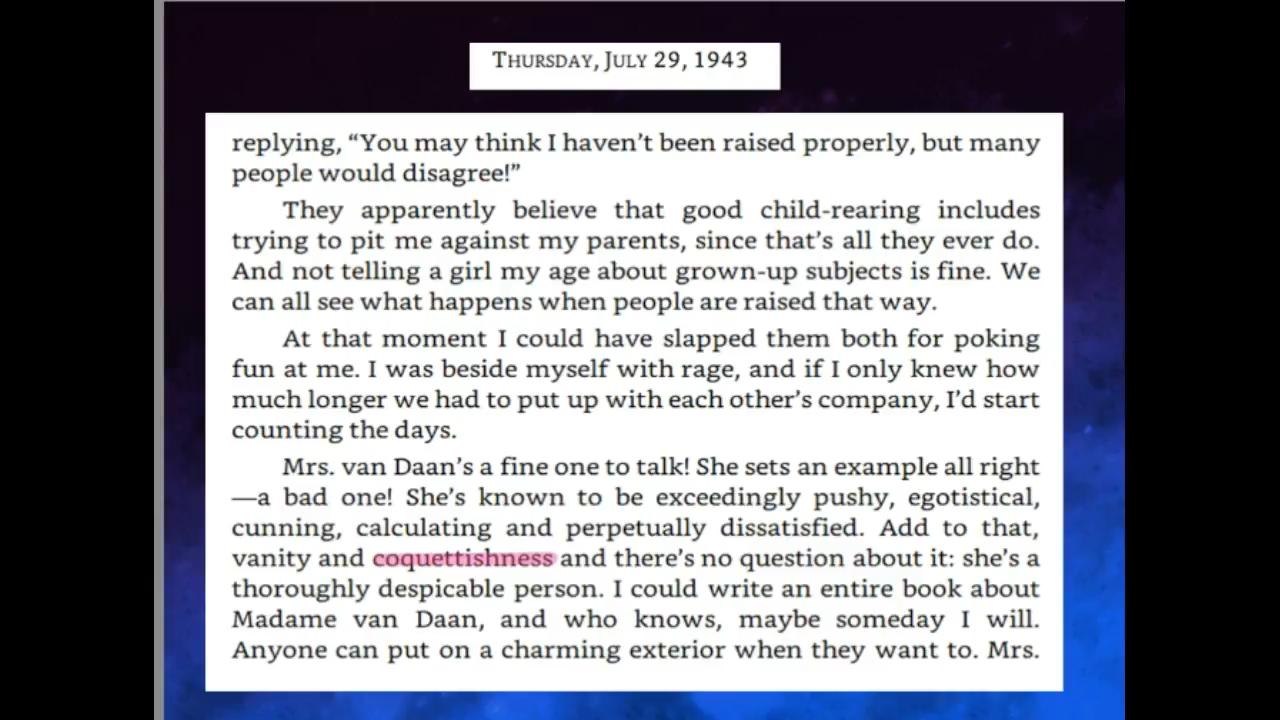 THURSDAY, JULY 29, 1943
replying, “You may think I haven’t been raised properly, but many
people would disagree!”
They apparently believe that good child-rearing includes
trying to pit me against my parents, since that’s all they ever do.
And not telling a girl my age about grown-up subjects is fine. We
can all see what happens when people are raised that way.
At that moment I could have slapped them both for poking
fun at me. I was beside myself with rage, and if I only knew how
much longer we had to put up with each other’s company, I’d start
counting the days.
Mrs. van Daan’s a fine one to talk! She sets an example all right
—a bad one! She’s known to be exceedingly pushy, egotistical,
cunning, calculating and perpetually dissatisfied. Add to that,
vanity and coquettishness and there’s no question about it: she’s a
thoroughly despicable person. I could write an entire book about
Madame van Daan, and who knows, maybe someday I will.
Anyone can put on a charming exterior when they want to. Mrs.